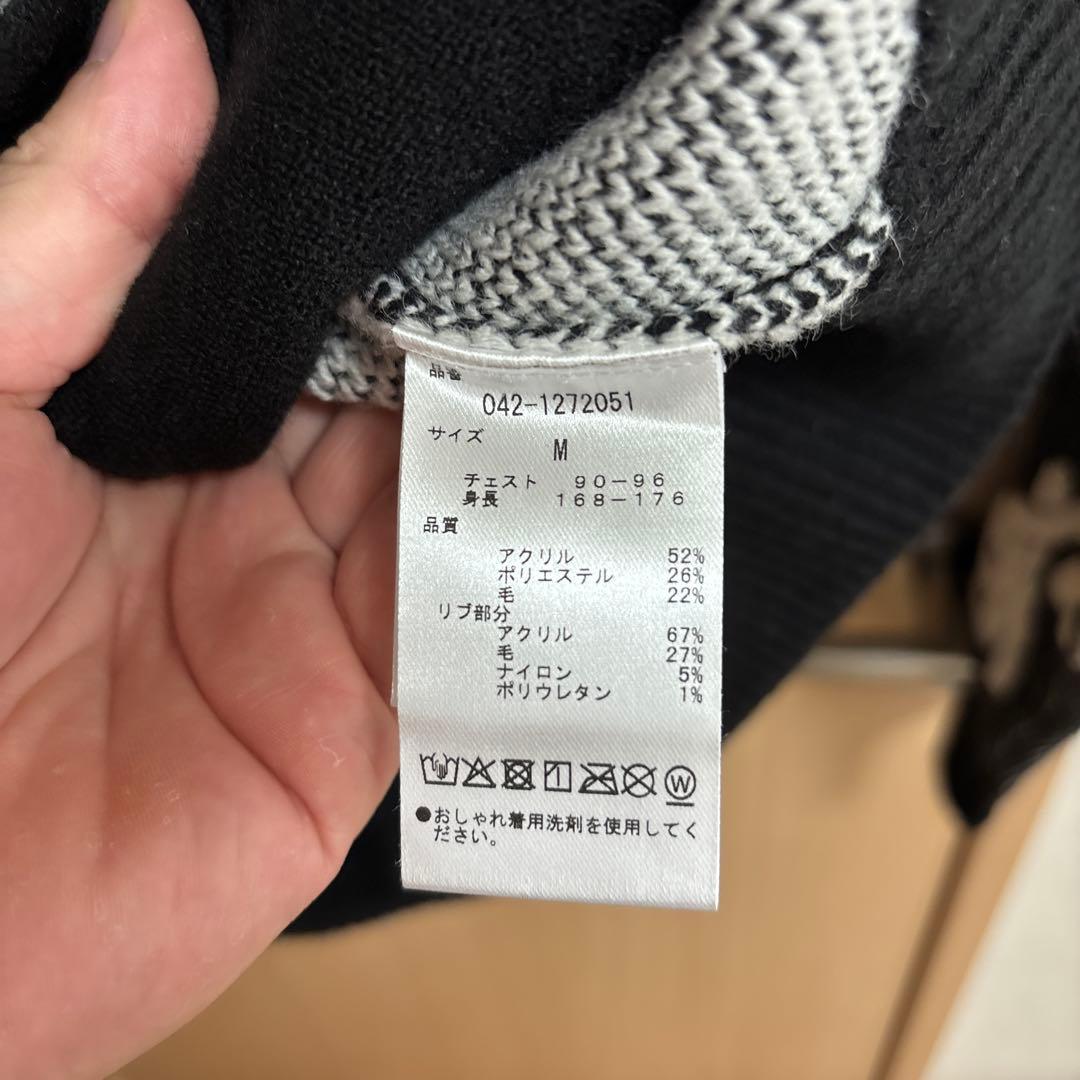 品番
042-1272051
サイズ
M
チェスト 90-96
身長 168-176
品質
アクリル 52%
ポリエステル 26%
毛 22%
リブ部分
アクリル 67%
毛 27%
ナイロン 5%
ポリウレタン 1%
W
●おしゃれ着用洗剤を使用してく
ださい。